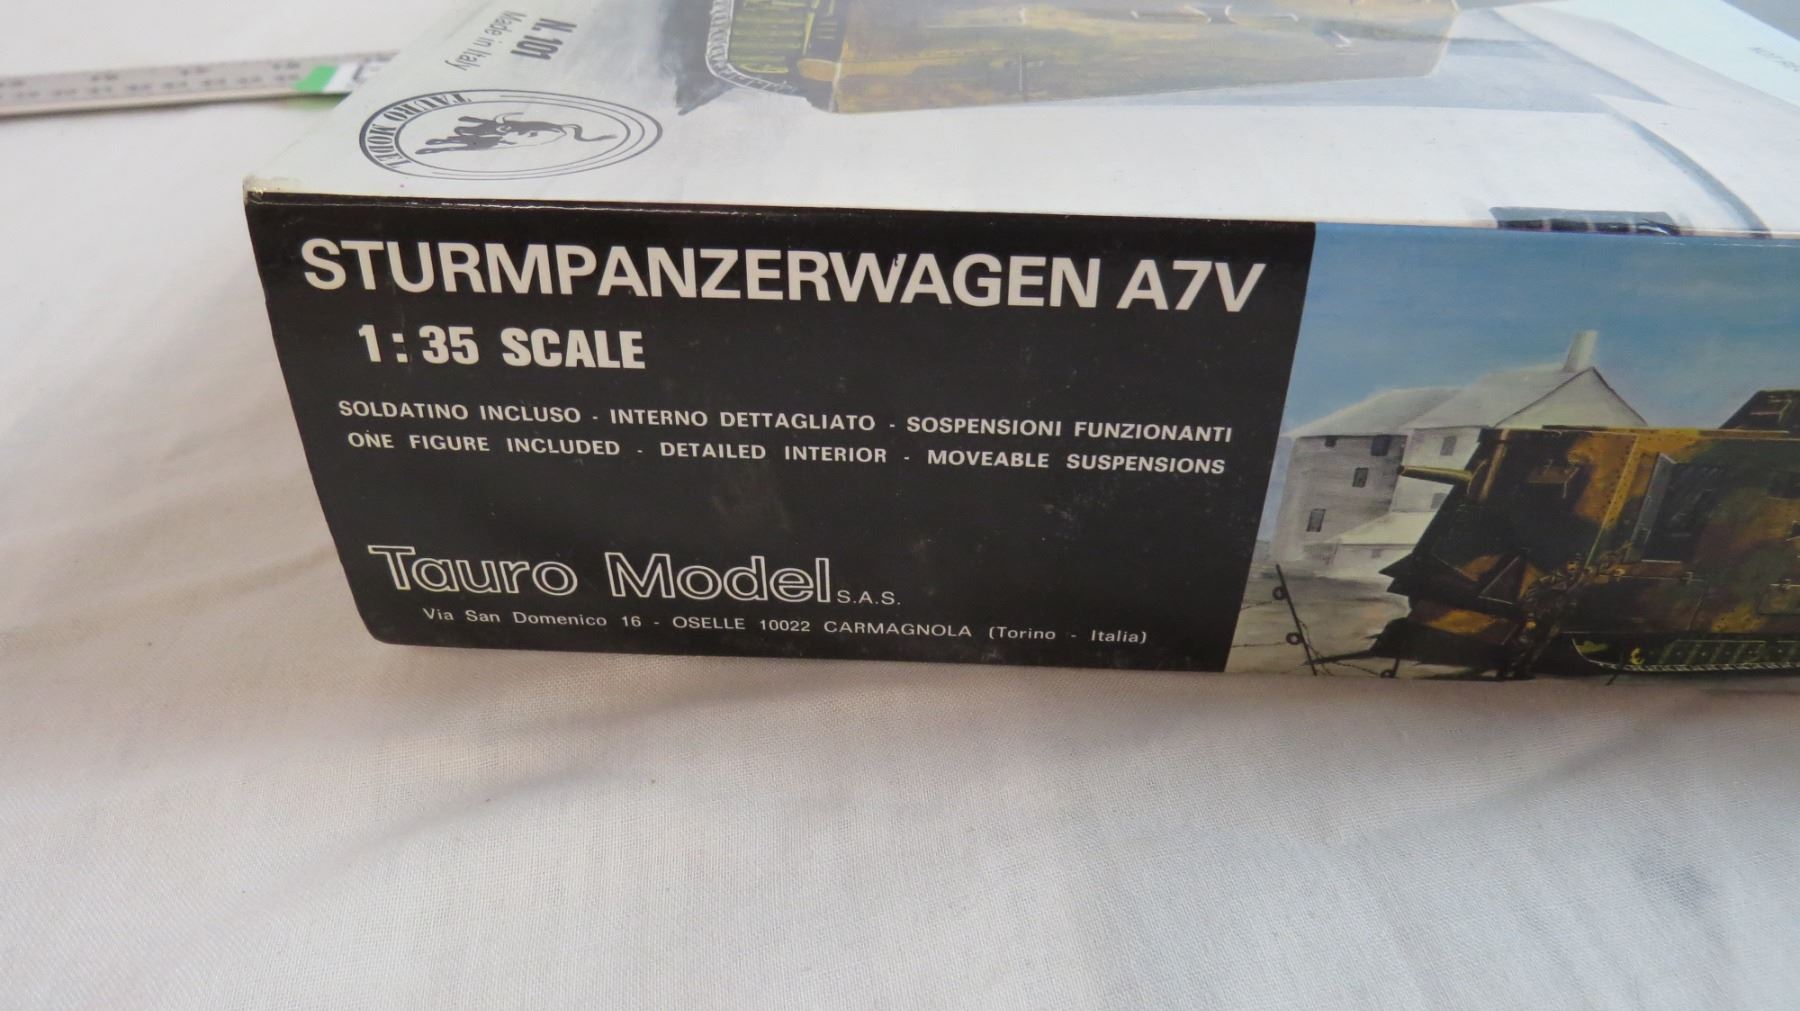 N. 101
Made in Italy
TAURO MODEL
STURMPANZERWAGEN A7V
1:35 SCALE
SOLDATINO INCLUSO - INTERNO DETTAGLIATO - SOSPENSIONI FUNZIONANTI
ONE FIGURE INCLUDED - DETAILED INTERIOR - MOVEABLE SUSPENSIONS
Tauro Model S.A.S.
Via San Domenico 16 - OSELLE 10022 CARMAGNOLA (Torino - Italia)